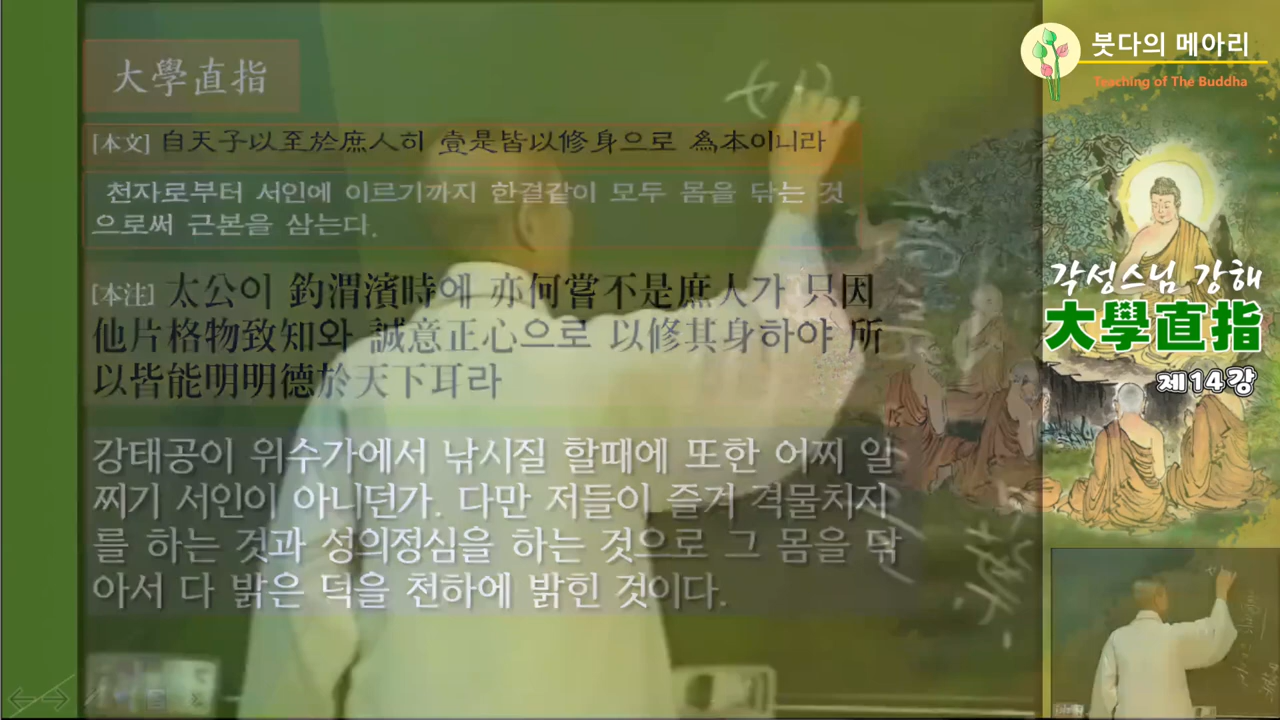 大學直指
[本文] 自天子以至於庶人히 壹是皆以修身으로 為本이니라
천자로부터 서인에 이르기까지 한결같이 모두 몸을 닦는 것
으로써 근본을 삼는다.
[本注] 太公이 釣渭濱時에 亦何嘗不是庶人가 只因
他片格物致知와 誠意正心으로 以修其身하야 所
以皆能明明德於天下耳라
강태공이 위수가에서 낚시질 할때에 또한 어찌 일
찌기 서인이 아니던가. 다만 저들이 즐겨 격물치지
를 하는 것과 성의정심을 하는 것으로 그 몸을 닦
아서 다 밝은 덕을 천하에 밝힌 것이다.
붓다의 메아리
Teaching of The Buddha
각성스님 강해
大學直指
제14강